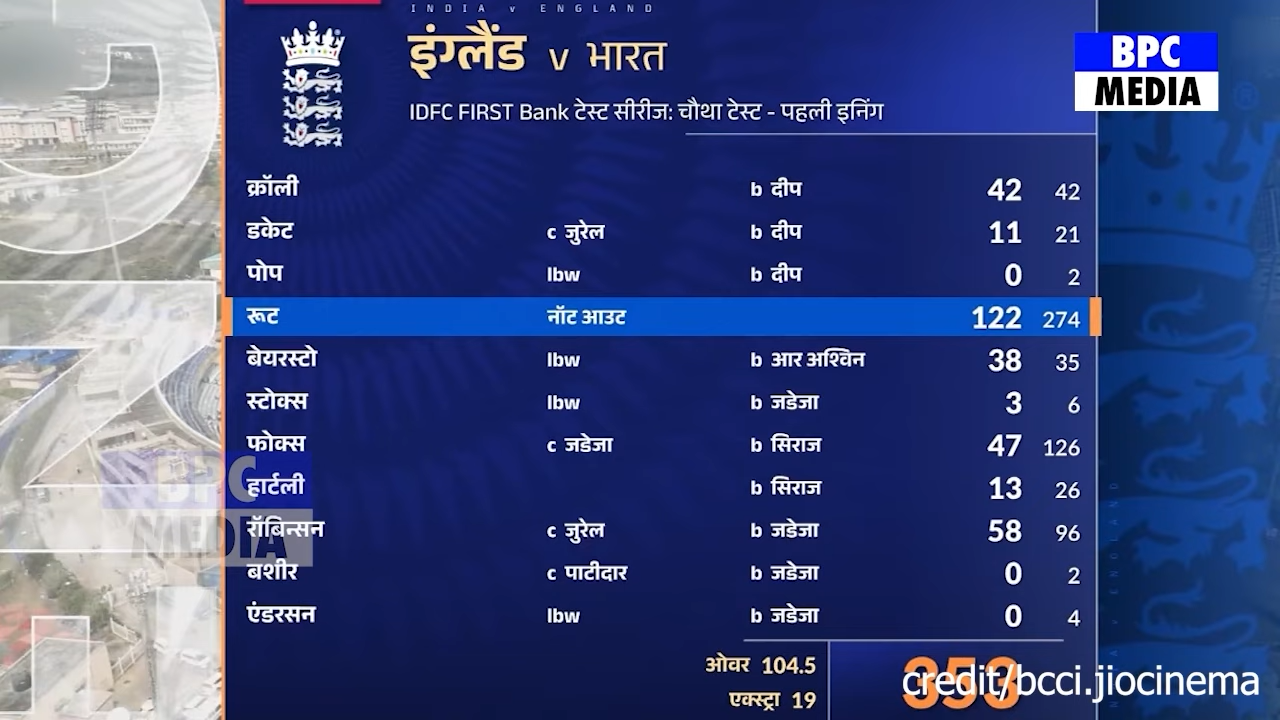 INDIA v ENGLAND
इंग्लैंड v भारत
BPC
MEDIA
IDFC FIRST Bank टेस्ट सीरीज: चौथा टेस्ट - पहली इनिंग
क्रॉली b दीप 42 42
डकेट c जुरेल b दीप 11 21
पोप lbw b दीप 0 2
रूट नॉट आउट 122 274
बेयरस्टो lbw b आर अश्विन 38 35
स्टोक्स lbw b जडेजा 3 6
फोक्स c जडेजा b सिराज 47 126
हार्टली b सिराज 13 26
रॉबिन्सन c जुरेल b जडेजा 58 96
बशीर c पाटीदार b जडेजा 0 2
एंडरसन lbw b जडेजा 0 4
BPC
MEDIA
ओवर 104.5
एक्स्ट्रा 19
353
credit/bcci.jiocinema